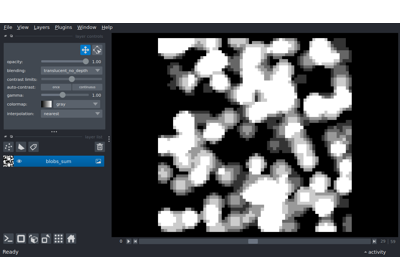 File View Layers Plugins Window Help
opacity: 1.00
blending: translucent_no_depth
contrast limits:
auto-contrast: once continuous
gamma: 1.00
colormap: gray
interpolation: nearest
blobs_sum
Ready
activity